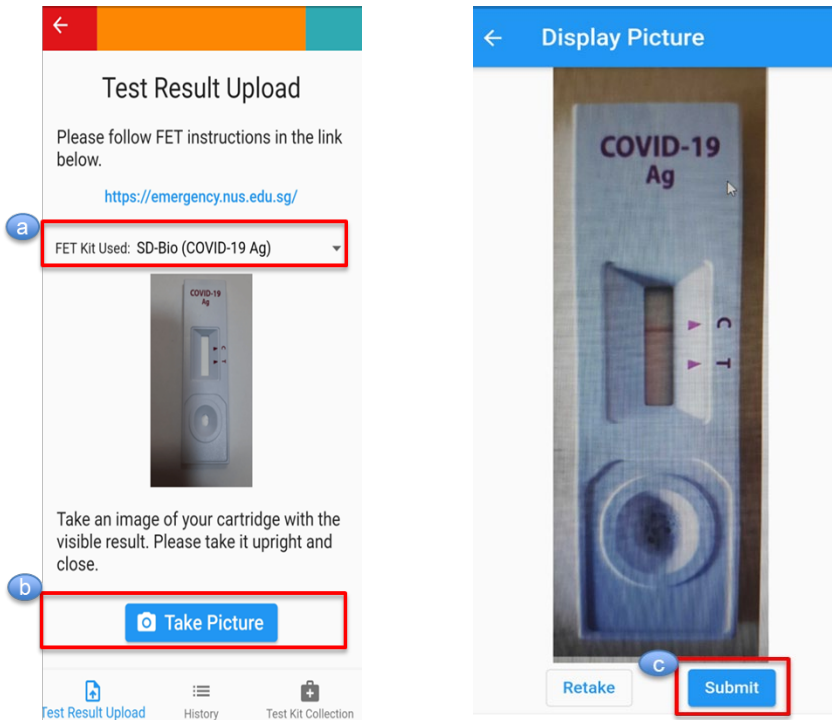 Test Result Upload
Please follow FET instructions in the link
below.
https://emergency.nus.edu.sg/
a
FET Kit Used: SD-Bio (COVID-19 Ag)
COVID-19
Ag
C
T
Take an image of your cartridge with the
visible result. Please take it upright and
close.
b
Take Picture
Test Result Upload
History
Test Kit Collection
Display Picture
COVID-19
Ag
C
T
c
Retake
Submit